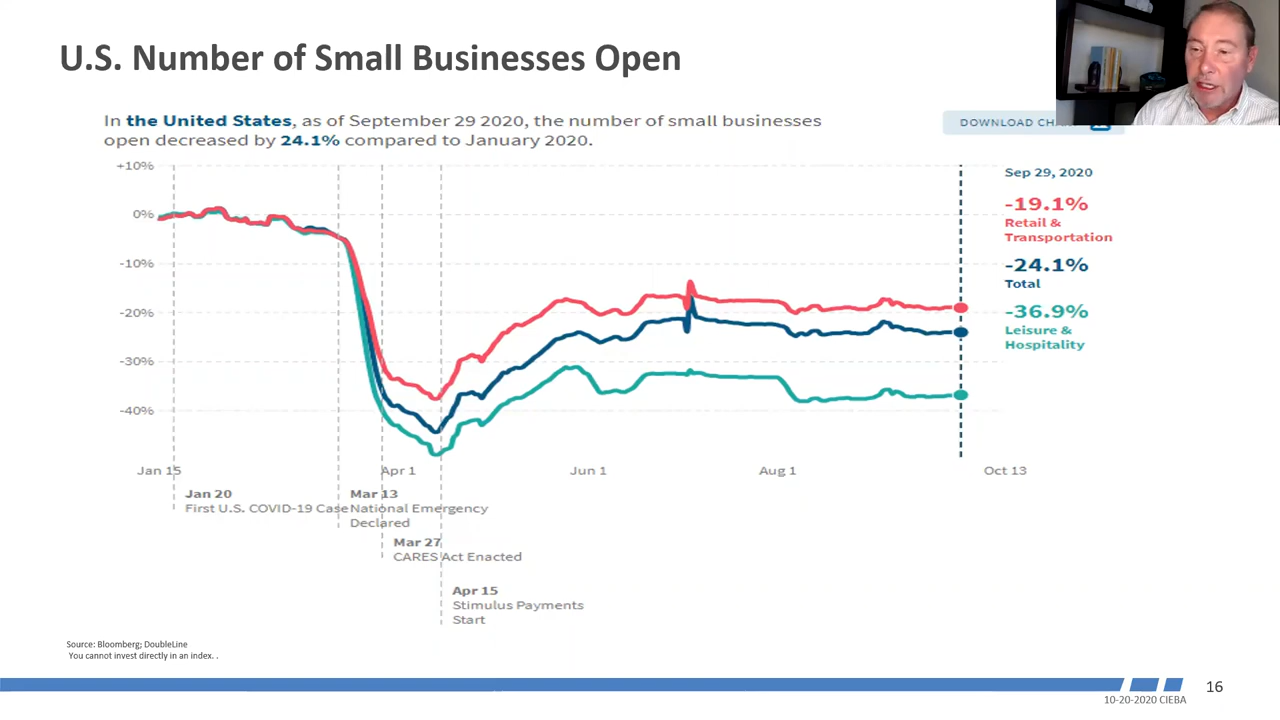 U.S. Number of Small Businesses Open
In the United States, as of September 29 2020, the number of small businesses
open decreased by 24.1% compared to January 2020.
DOWNLOAD
+10%
0%
-10%
-20%
-30%
-40%
Sep 29, 2020
-19.1%
Retail &
Transportation
-24.1%
Total
-36.9%
Leisure &
Hospitality
Jan 15
Apr 1
Jun 1
Aug 1
Oct 13
Jan 20
First U.S. COVID-19 Case
Mar 13
National Emergency
Declared
Mar 27
CARES Act Enacted
Apr 15
Stimulus Payments
Start
Source: Bloomberg; DoubleLine
You cannot invest directly in an index. .
16
10-20-2020 CIEBA